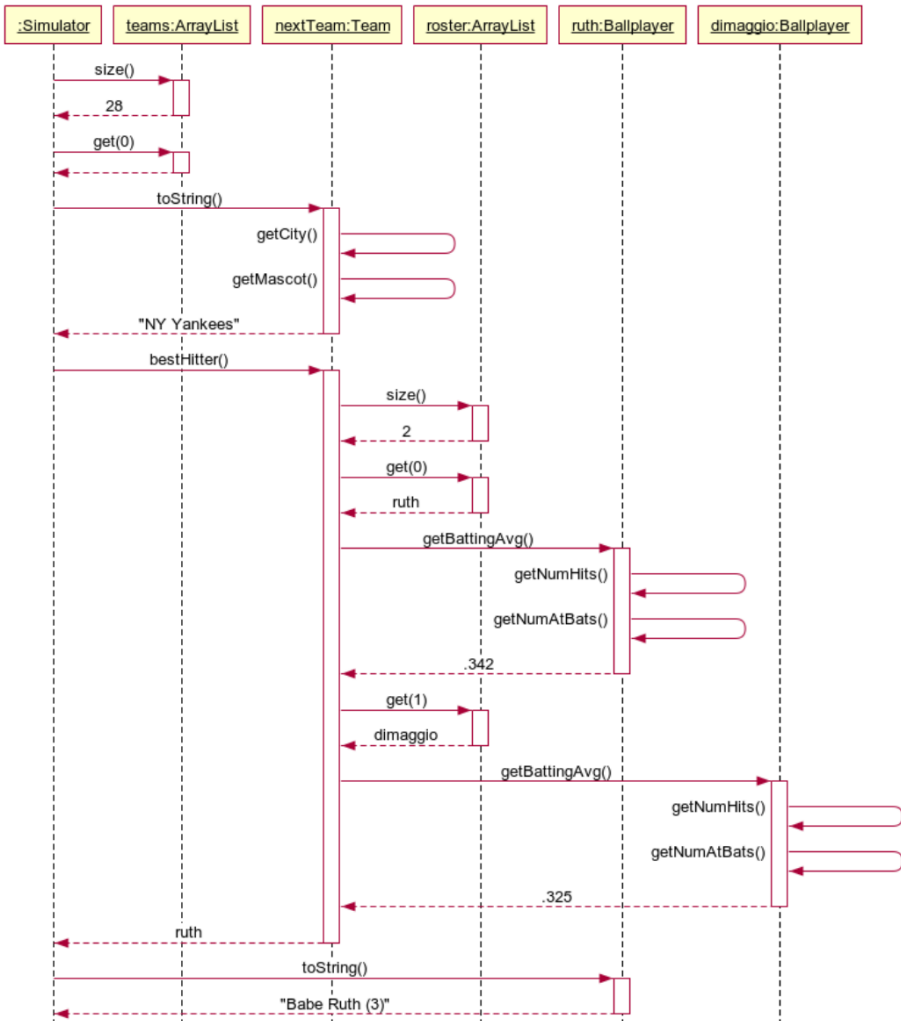 :Simulator
teams:ArrayList
nextTeam:Team
roster:ArrayList
ruth:Ballplayer
dimaggio:Ballplayer
size()
28
get(0)
toString()
getCity()
getMascot()
"NY Yankees"
bestHitter()
size()
2
get(0)
ruth
getBattingAvg()
getNumHits()
getNumAtBats()
.342
get(1)
dimaggio
getBattingAvg()
getNumHits()
getNumAtBats()
.325
ruth
toString()
"Babe Ruth (3)"